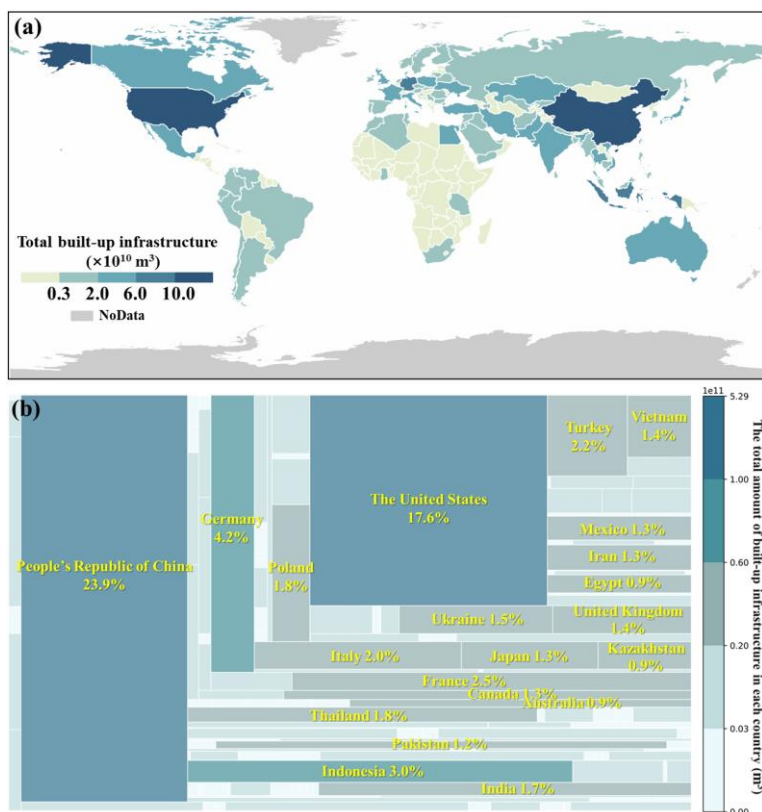 (a)
Total built-up infrastructure
(×10¹⁰ m³)
0.3 2.0 6.0 10.0
NoData
(b)
1e11
5.29
1.00
0.60
0.20
0.03
0.00
The total amount of built-up infrastructure in each country (m³)
People's Republic of China
23.9%
Germany
4.2%
Poland
1.8%
The United States
17.6%
Turkey
2.2%
Vietnam
1.4%
Mexico 1.3%
Iran 1.3%
Egypt 0.9%
Ukraine 1.5%
United Kingdom
1.4%
Italy 2.0%
Japan 1.3%
Kazakhstan
0.9%
France 2.5%
Canada 1.3%
Australia 0.9%
Thailand 1.8%
Pakistan 1.2%
Indonesia 3.0%
India 1.7%